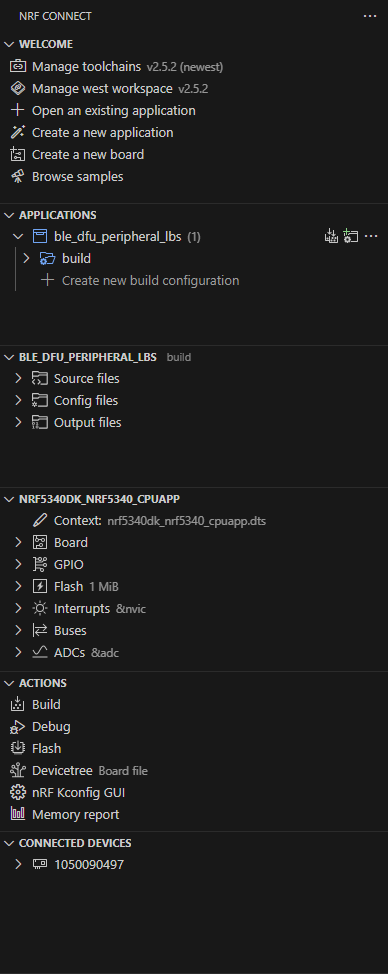 NRF CONNECT
WELCOME
Manage toolchains v2.5.2 (newest)
Manage west workspace v2.5.2
Open an existing application
Create a new application
Create a new board
Browse samples
APPLICATIONS
ble_dfu_peripheral_lbs (1)
build
Create new build configuration
BLE_DFU_PERIPHERAL_LBS build
Source files
Config files
Output files
NRF5340DK_NRF5340_CPUAPP
Context: nrf5340dk_nrf5340_cpuapp.dts
Board
GPIO
Flash 1 MiB
Interrupts &nvic
Buses
ADCs &adc
ACTIONS
Build
Debug
Flash
Devicetree Board file
nRF Kconfig GUI
Memory report
CONNECTED DEVICES
1050090497